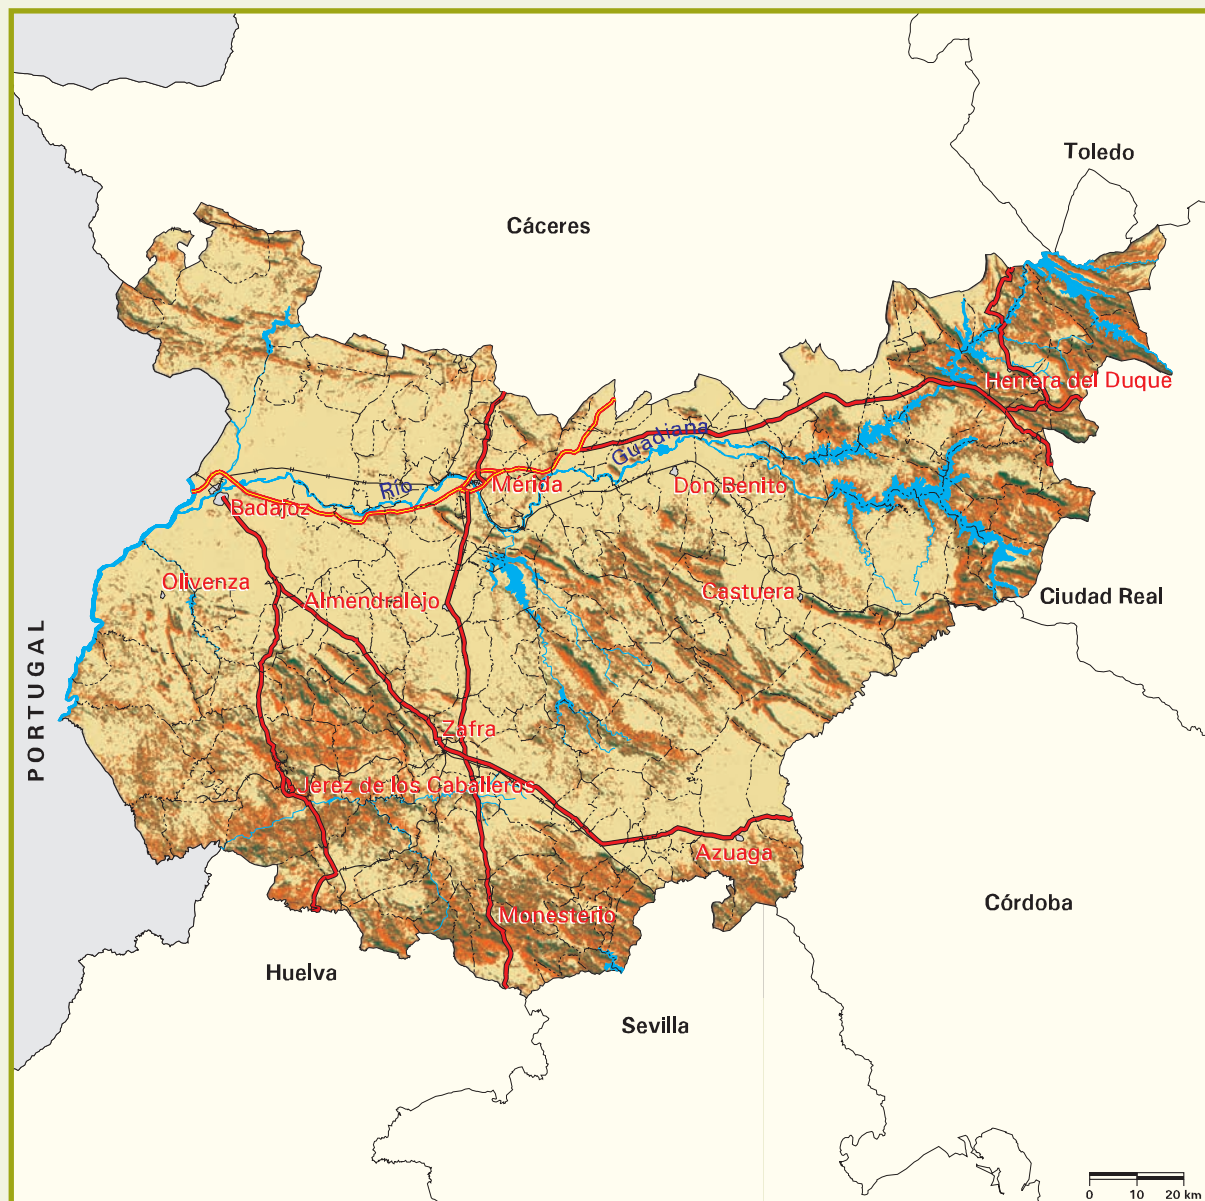 Toledo
Cáceres
Herrera del Duque
Río
Guadiana
Mérida
Don Benito
Badajoz
Olivenza
Almendralejo
Castuera
Ciudad Real
PORTUGAL
Zafra
Jerez de los Caballeros
Azuaga
Monesterio
Córdoba
Huelva
Sevilla
0 10 20 km